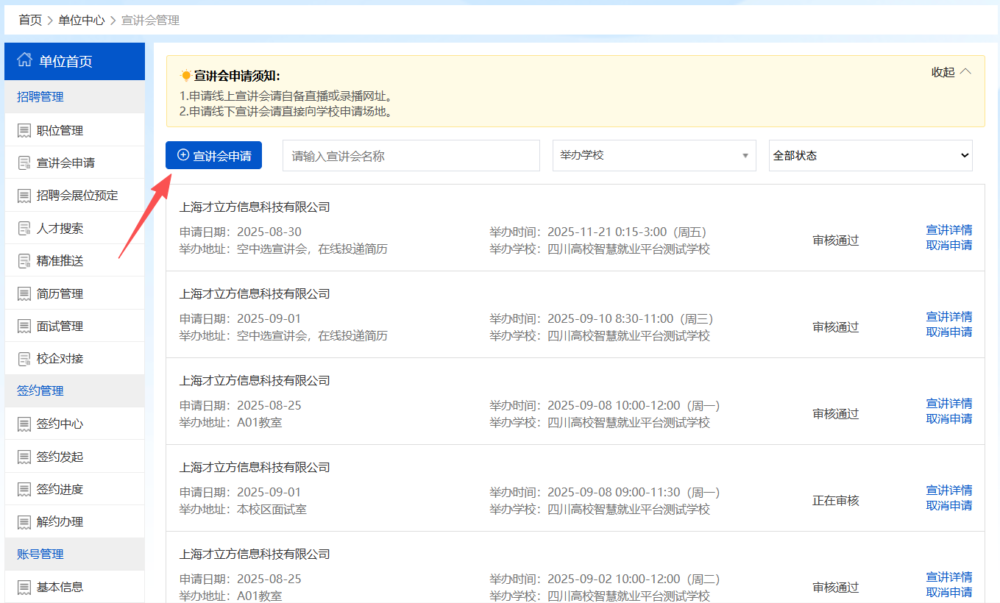 首页 > 单位中心 > 宣讲会管理
单位首页
招聘管理
职位管理
宣讲会申请
招聘会展位预定
人才搜索
精准推送
简历管理
面试管理
校企对接
签约管理
签约中心
签约发起
签约进度
解约办理
账号管理
基本信息
宣讲会申请须知：
收起
1.申请线上宣讲会请自备直播或录播网址。
2.申请线下宣讲会请直接向学校申请场地。
宣讲会申请
请输入宣讲会名称
举办学校
全部状态
上海才立方信息科技有限公司
申请日期：2025-08-30
举办时间：2025-11-21 0:15-3:00（周五）
举办地址：空中选宣讲会，在线投递简历
举办学校：四川高校智慧就业平台测试学校
审核通过
宣讲详情
取消申请
上海才立方信息科技有限公司
申请日期：2025-09-01
举办时间：2025-09-10 8:30-11:00（周三）
举办地址：空中选宣讲会，在线投递简历
举办学校：四川高校智慧就业平台测试学校
审核通过
宣讲详情
取消申请
上海才立方信息科技有限公司
申请日期：2025-08-25
举办时间：2025-09-08 10:00-12:00（周一）
举办地址：A01教室
举办学校：四川高校智慧就业平台测试学校
审核通过
宣讲详情
取消申请
上海才立方信息科技有限公司
申请日期：2025-09-01
举办时间：2025-09-08 09:00-11:30（周一）
举办地址：本校区面试室
举办学校：四川高校智慧就业平台测试学校
正在审核
宣讲详情
取消申请
上海才立方信息科技有限公司
申请日期：2025-08-25
举办时间：2025-09-02 10:00-12:00（周二）
举办地址：A01教室
举办学校：四川高校智慧就业平台测试学校
审核通过
宣讲详情
取消申请